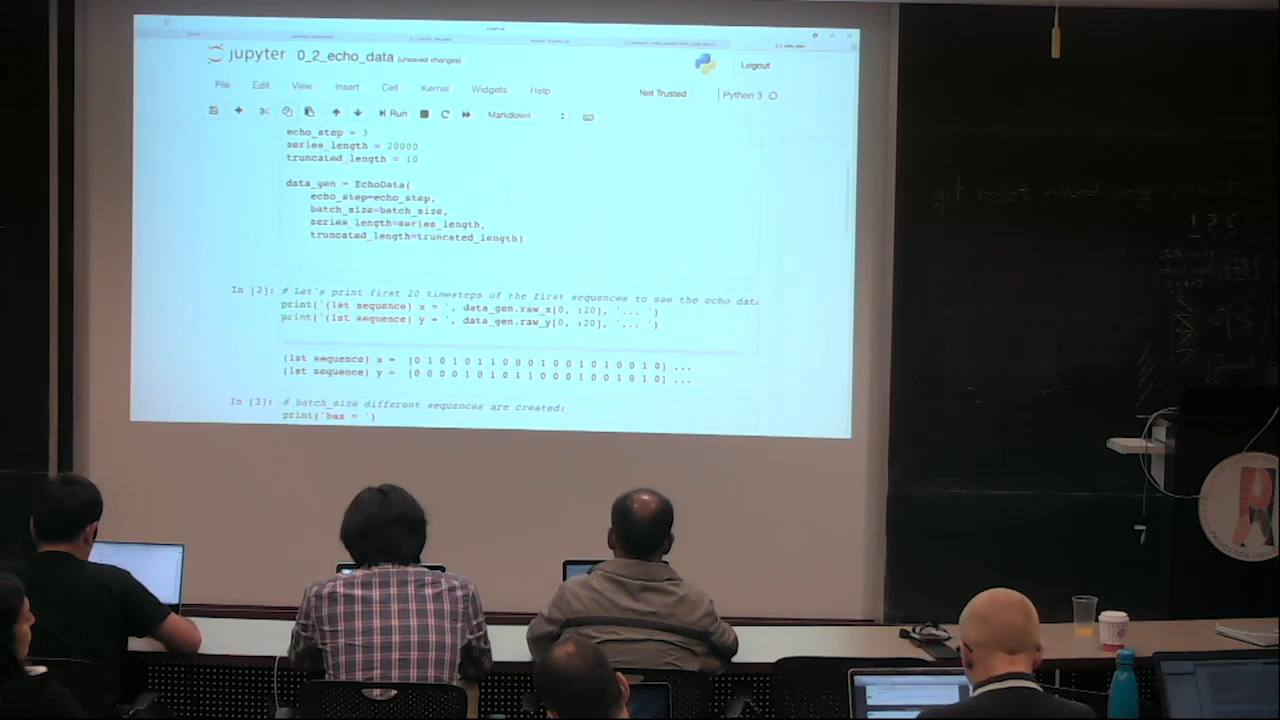 jupyter 0_2_echo_data (unsaved changes)
Logout
File Edit View Insert Cell Kernel Widgets Help
Not Trusted | Python 3
Run Markdown
echo_step = 3
series_length = 20000
truncated_length = 10
data_gen = EchoData(
echo_step=echo_step,
batch_size=batch_size,
series_length=series_length,
truncated_length=truncated_length)
In [2]: # Let's print first 20 timesteps of the first sequences to see the echo data
print('(1st sequence) x = ', data_gen.raw_x[0, :20], '... ')
print('(1st sequence) y = ', data_gen.raw_y[0, :20], '... ')
(1st sequence) x = [0 1 0 1 0 1 1 0 0 0 1 0 0 1 0 1 0 0 1 0] ...
(1st sequence) y = [0 0 0 0 1 0 1 0 1 1 0 0 0 1 0 0 1 0 1 0] ...
In [3]: # batch_size different sequences are created:
print('bax = ')
git reset